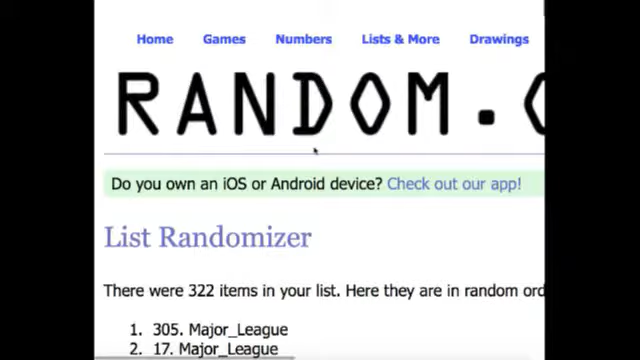 Home Games Numbers Lists & More Drawings
RANDOM.
Do you own an iOS or Android device? Check out our app!
List Randomizer
There were 322 items in your list. Here they are in random ord
1. 305. Major_League
2. 17. Major_League